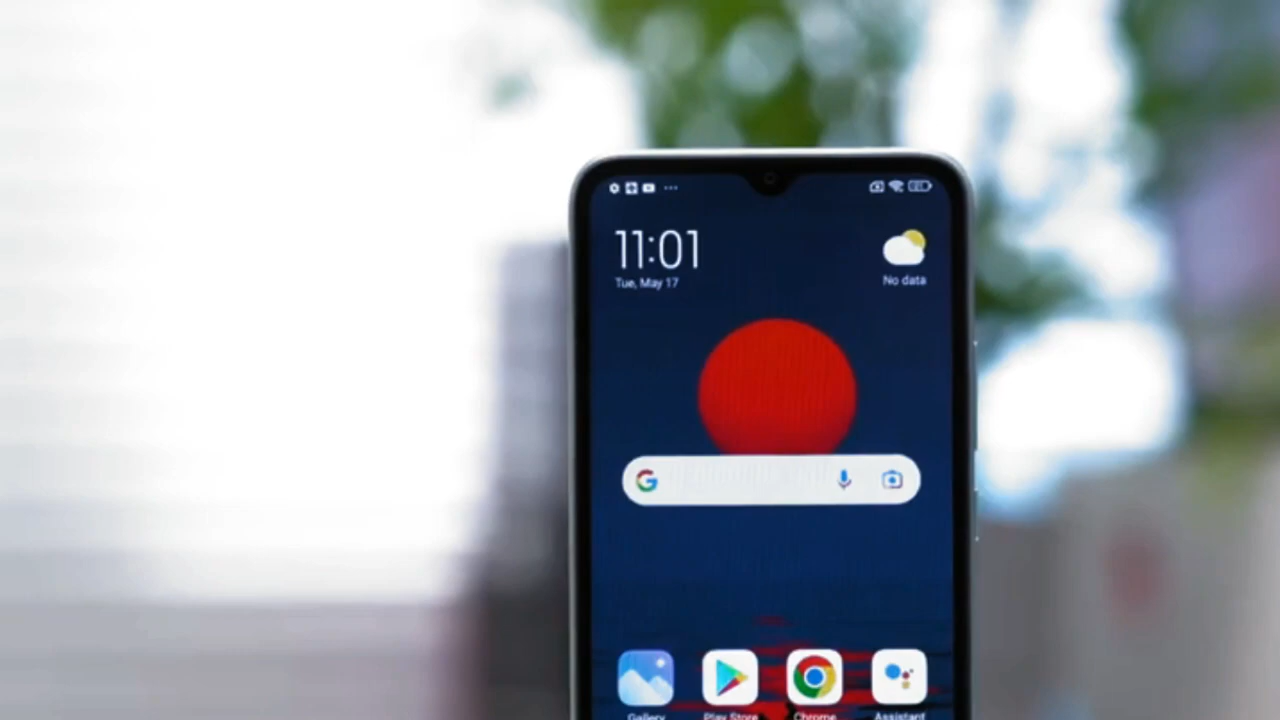 11:01
Tue, May 17
No data
Gallery
Play Store
Chrome
Assistant